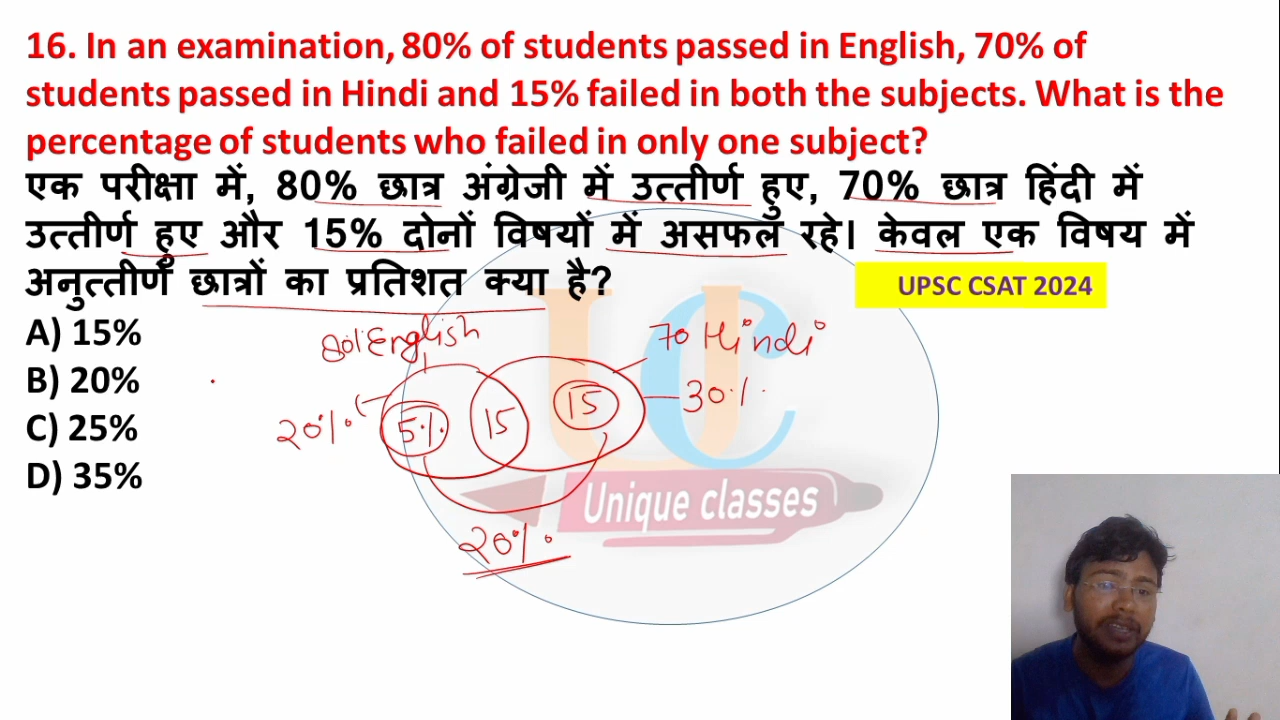 16. In an examination, 80% of students passed in English, 70% of
students passed in Hindi and 15% failed in both the subjects. What is the
percentage of students who failed in only one subject?
एक परीक्षा में, 80% छात्र अंग्रेजी में उत्तीर्ण हुए, 70% छात्र हिंदी में
उत्तीर्ण हुए और 15% दोनों विषयों में असफल रहे। केवल एक विषय में
अनुत्तीर्ण छात्रों का प्रतिशत क्या है?
UPSC CSAT 2024
A) 15%
B) 20%
C) 25%
D) 35%
80% English
70 Hindi
20%
5%
15
15
30%
20%
UC
Unique classes